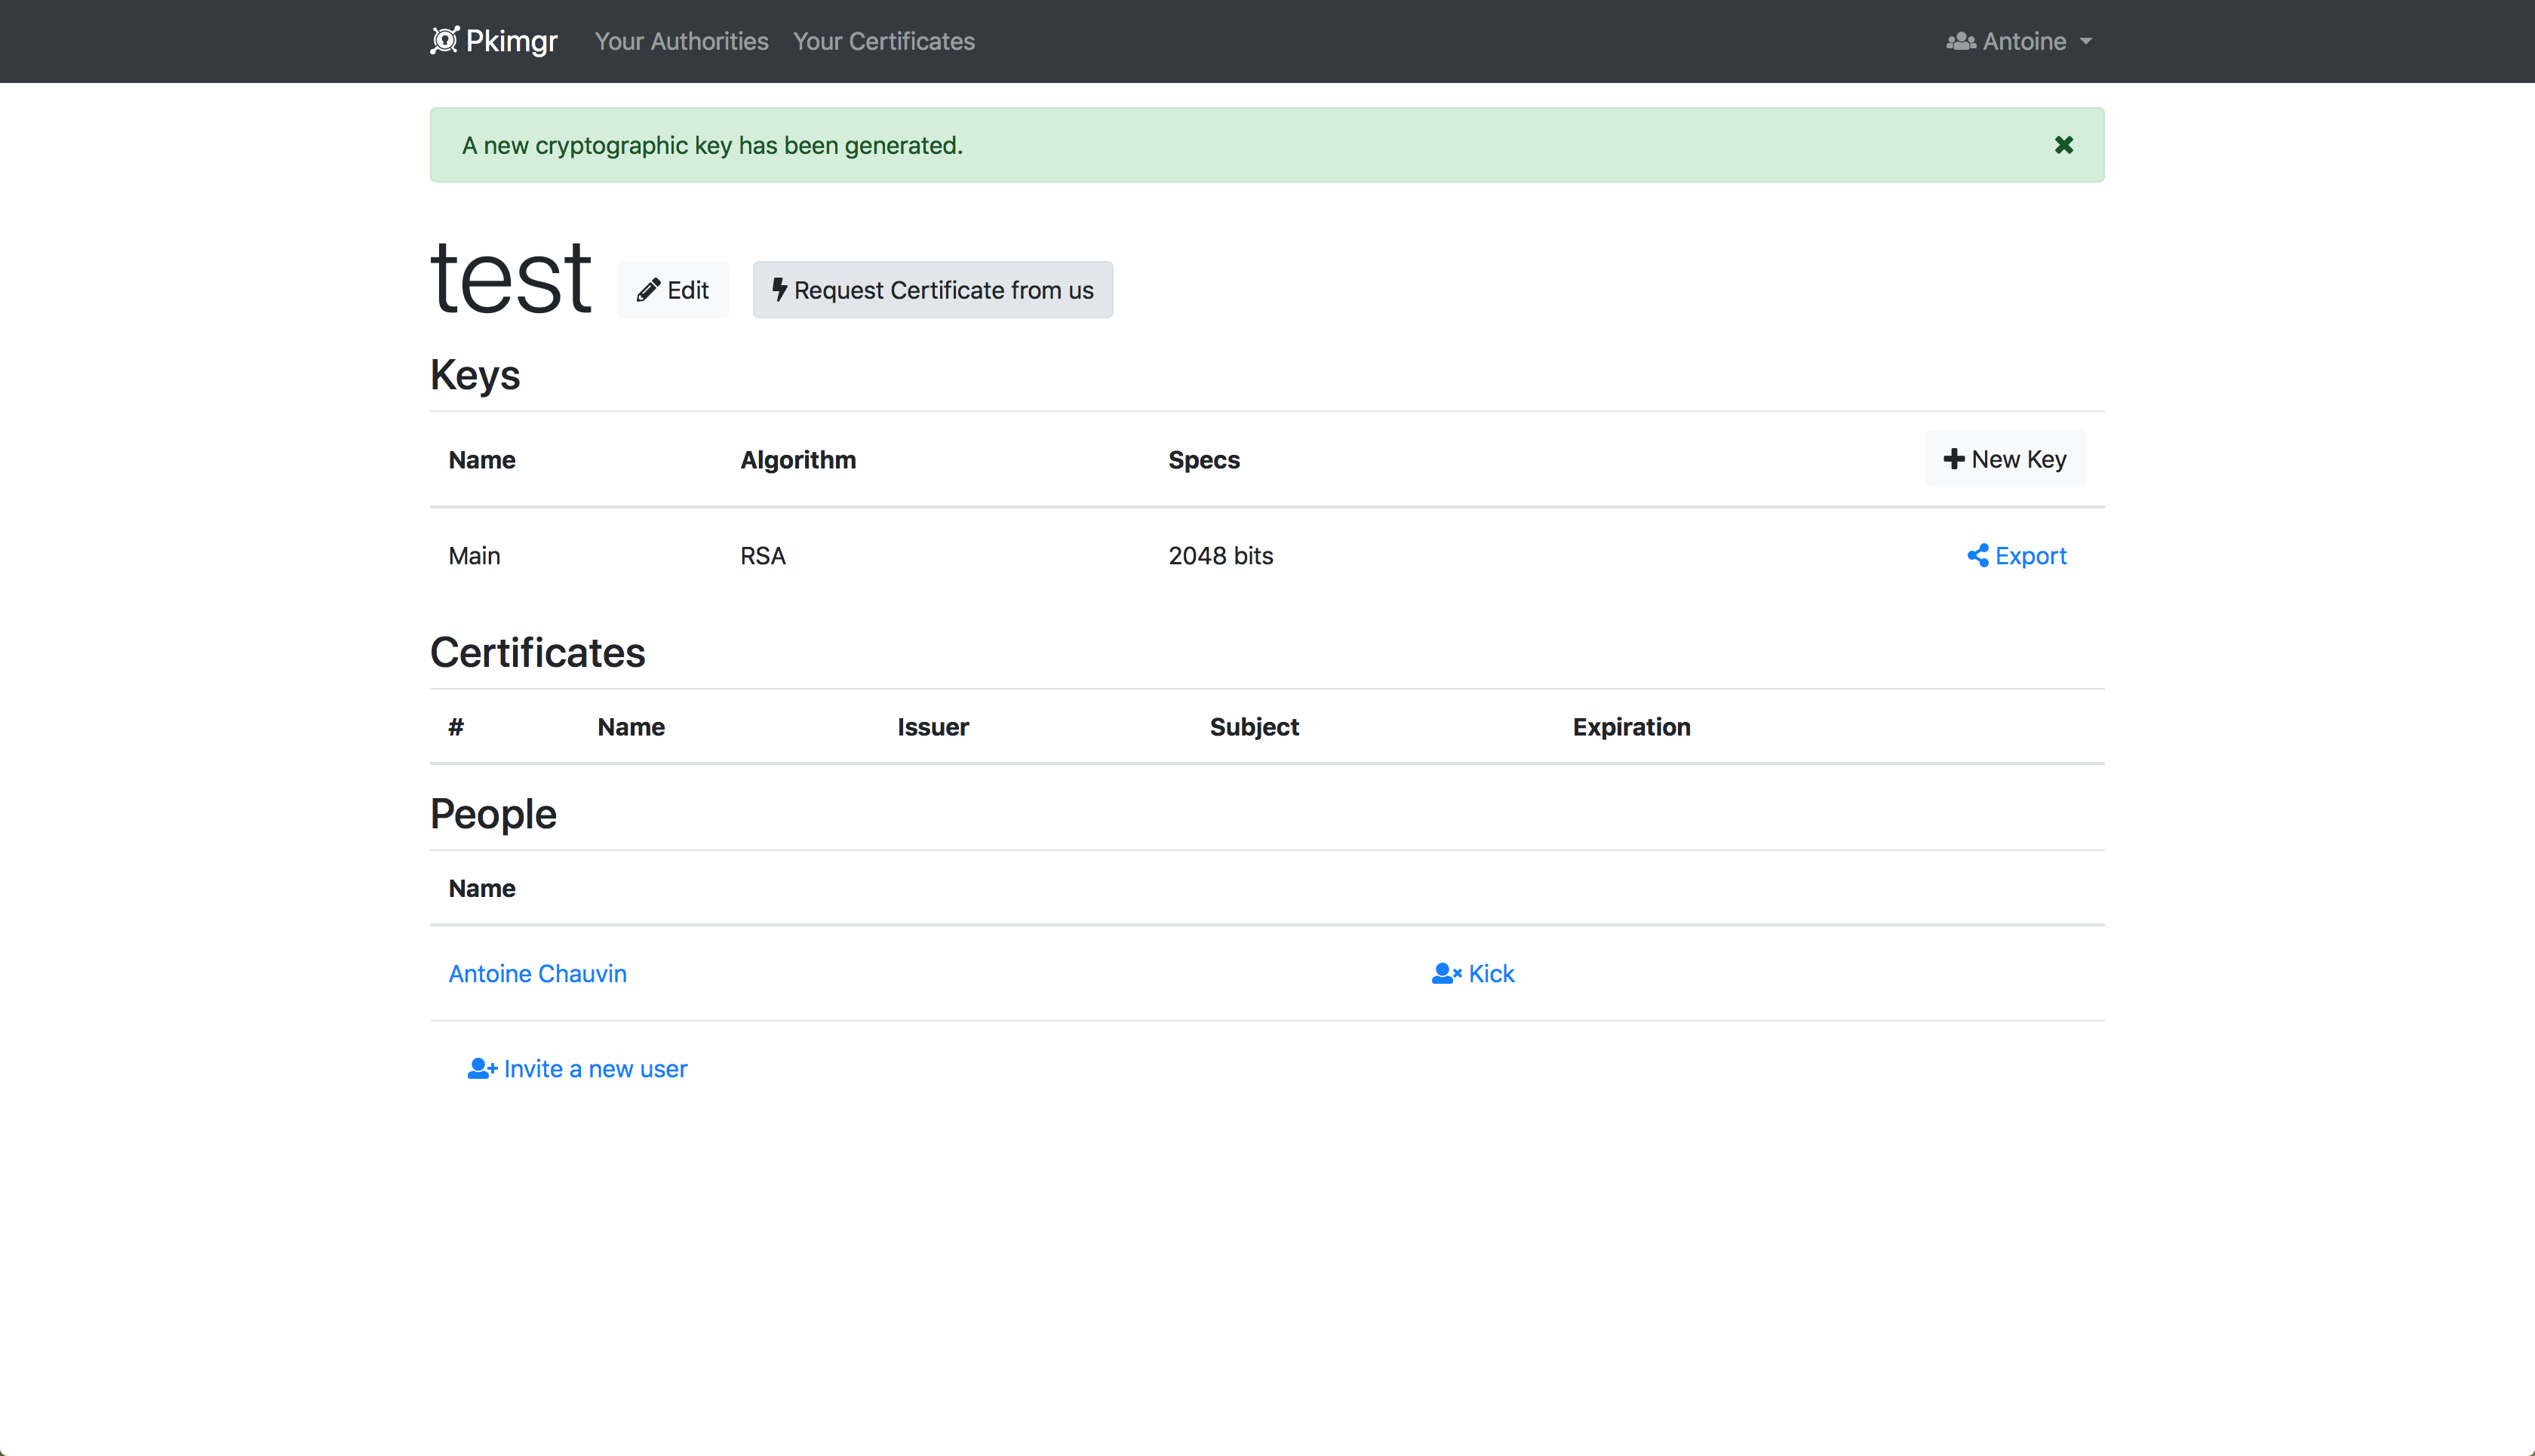 Pkimgr Your Authorities Your Certificates Antoine
A new cryptographic key has been generated.
test Edit Request Certificate from us
Keys
Name Algorithm Specs New Key
Main RSA 2048 bits Export
Certificates
# Name Issuer Subject Expiration
People
Name
Antoine Chauvin Kick
Invite a new user